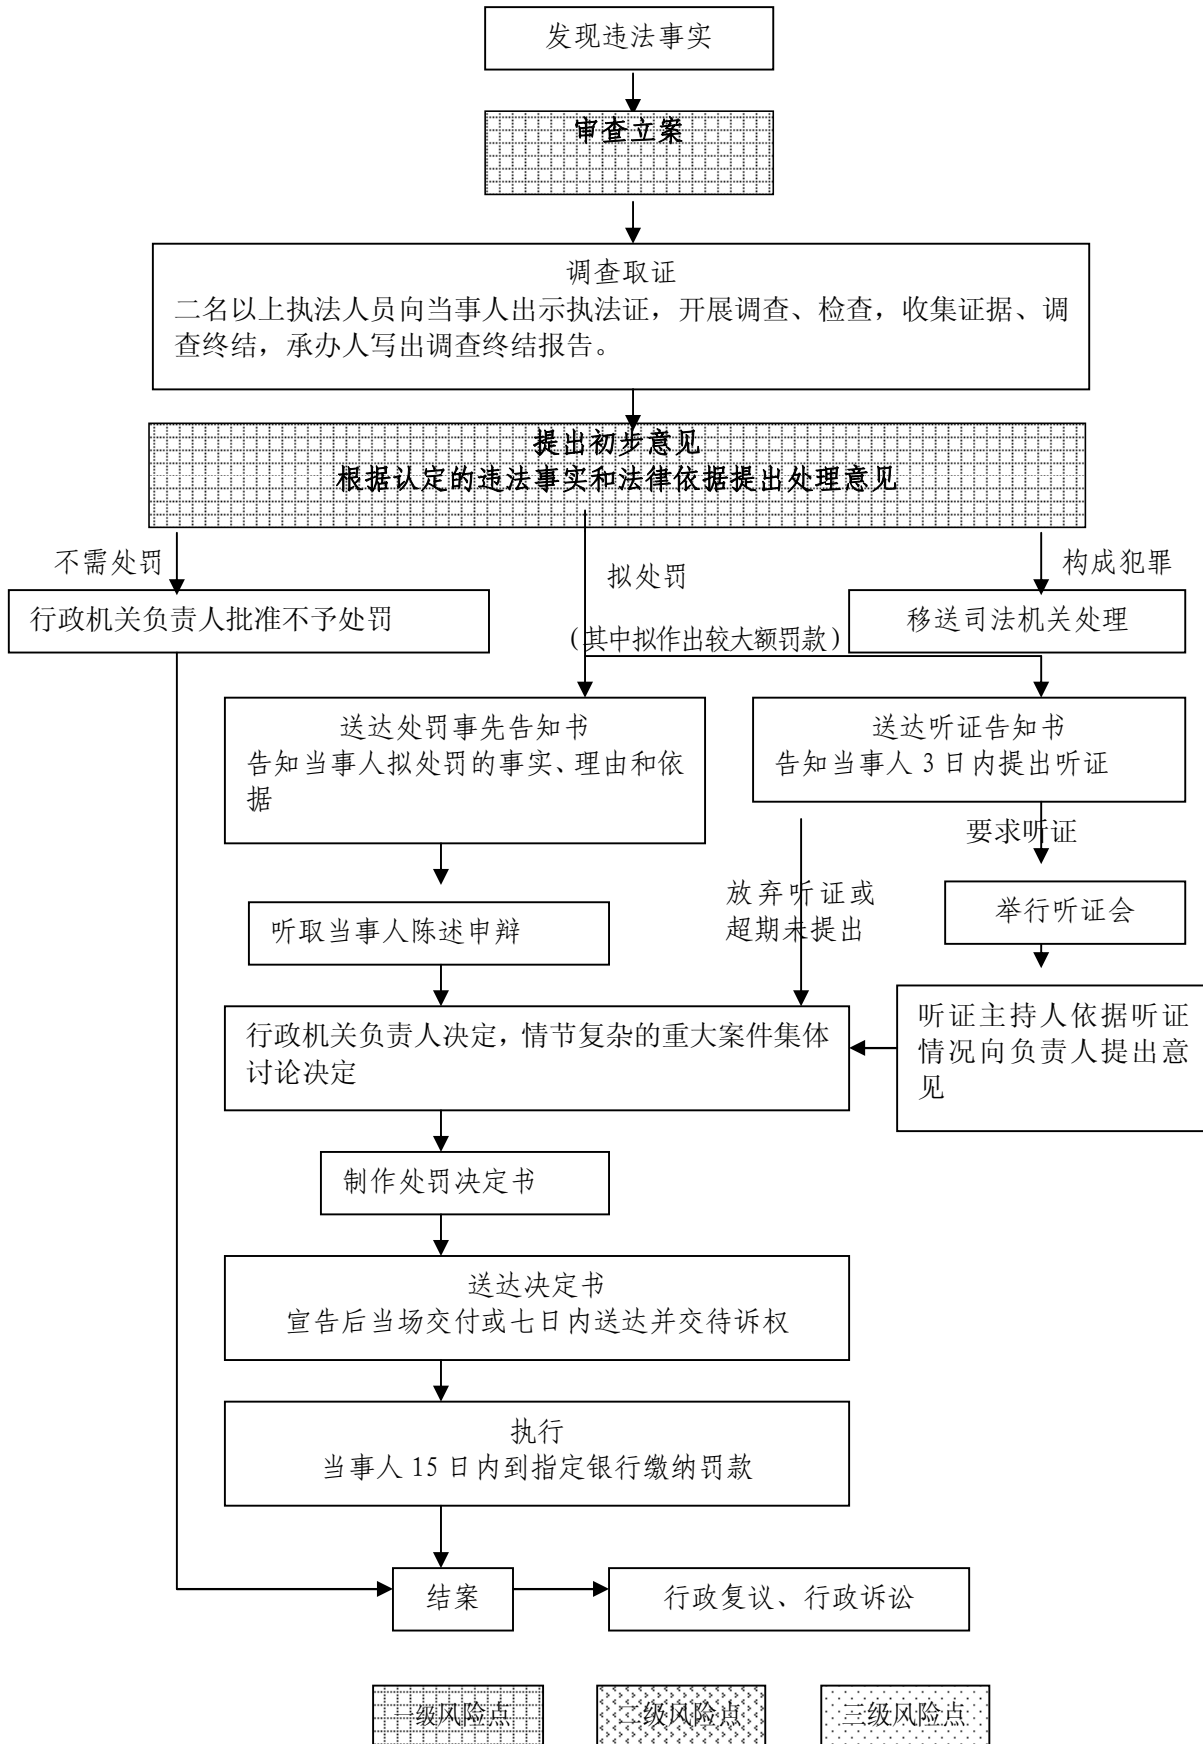 发现违法事实
审查立案
调查取证
二名以上执法人员向当事人出示执法证，开展调查、检查，收集证据、调
查终结，承办人写出调查终结报告。
提出初步意见
根据认定的违法事实和法律依据提出处理意见
不需处罚
拟处罚
构成犯罪
行政机关负责人批准不予处罚
移送司法机关处理
（其中拟作出较大额罚款）
送达处罚事先告知书
告知当事人拟处罚的事实、理由和依
据
送达听证告知书
告知当事人 3 日内提出听证
要求听证
放弃听证或
超期未提出
举行听证会
听取当事人陈述申辩
行政机关负责人决定，情节复杂的重大案件集体
讨论决定
听证主持人依据听证
情况向负责人提出意
见
制作处罚决定书
送达决定书
宣告后当场交付或七日内送达并交待诉权
执行
当事人 15 日内到指定银行缴纳罚款
结案
行政复议、行政诉讼
一级风险点
二级风险点
三级风险点